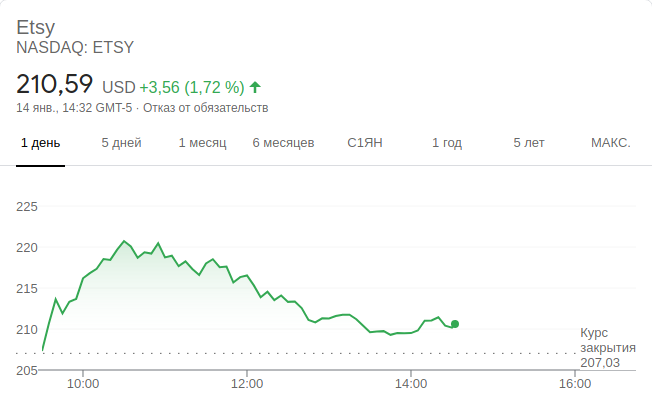 Etsy
NASDAQ: ETSY
210,59 USD +3,56 (1,72 %)
14 янв., 14:32 GMT-5 · Отказ от обязательств
1 день 5 дней 1 месяц 6 месяцев С1ЯН 1 год 5 лет МАКС.
225
220
215
210
205
Курс
закрытия
207,03
10:00 12:00 14:00 16:00